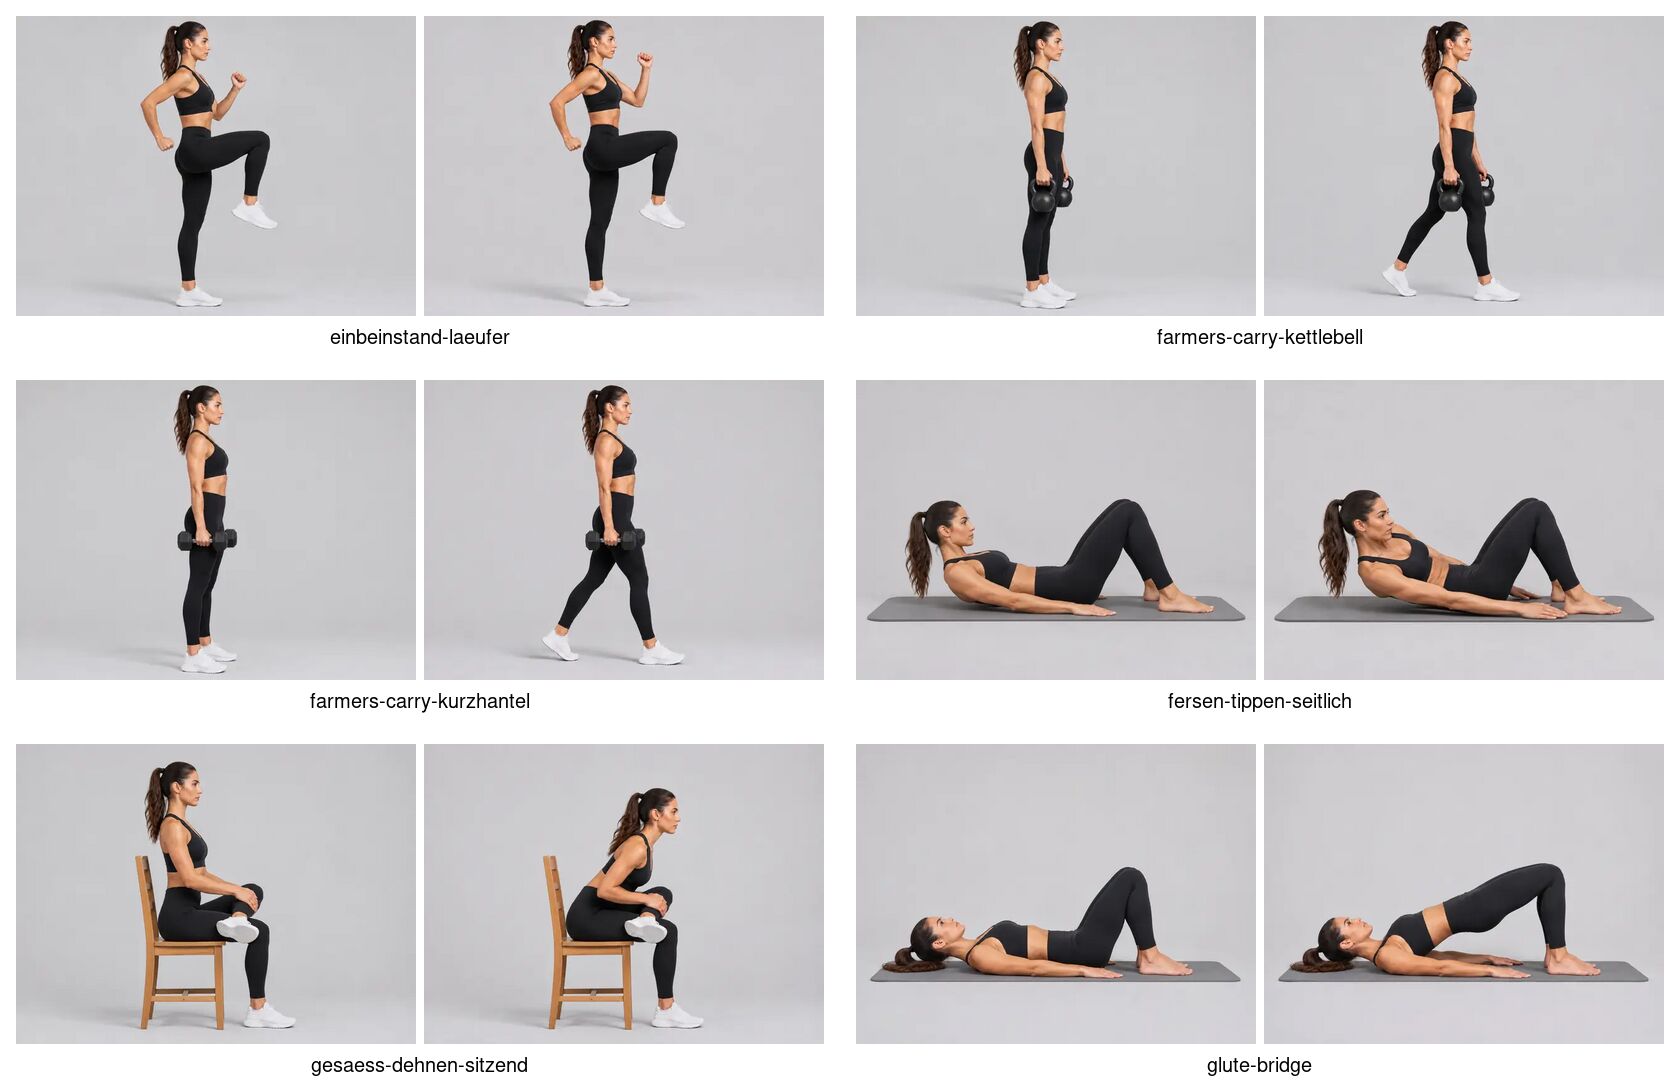 einbeinstand-laeufer
farmers-carry-kettlebell
farmers-carry-kurzhantel
fersen-tippen-seitlich
gesaess-dehnen-sitzend
glute-bridge